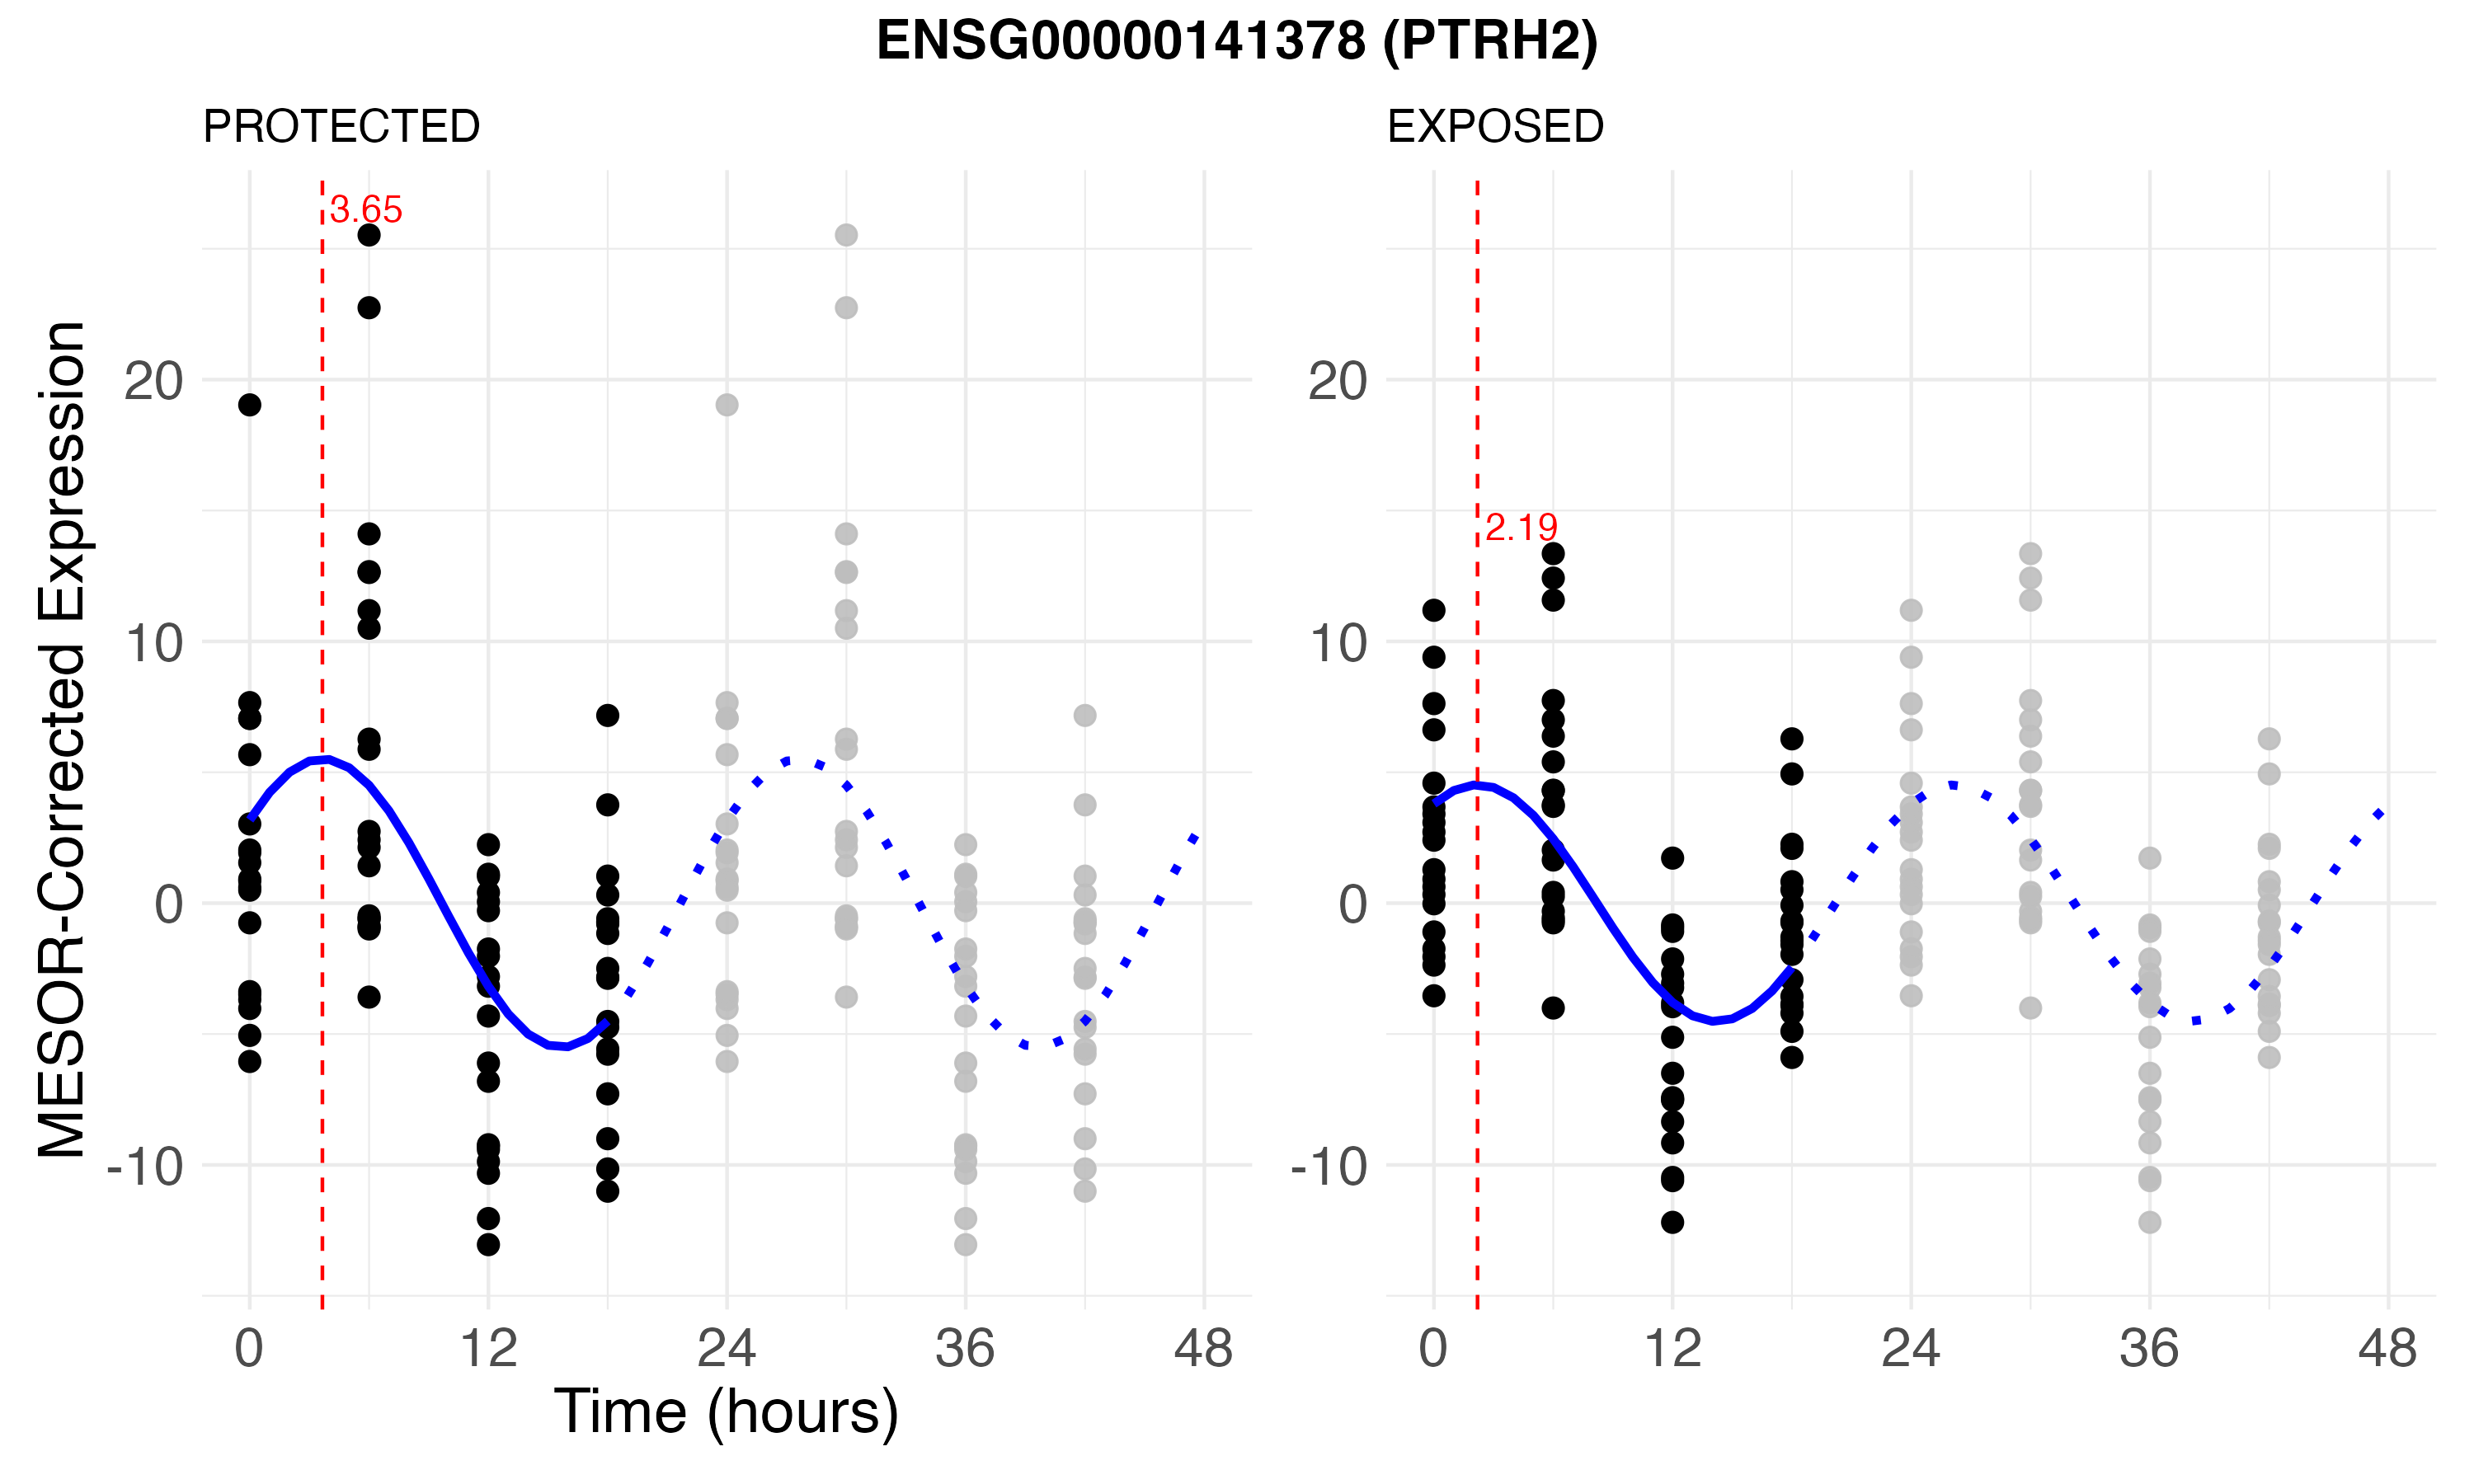 ENSG00000141378 (PTRH2)
PROTECTED
EXPOSED
MESOR-Corrected Expression
3.65
20
10
0
-10
0 12 24 36 48
2.19
20
10
0
-10
0 12 24 36 48
Time (hours)